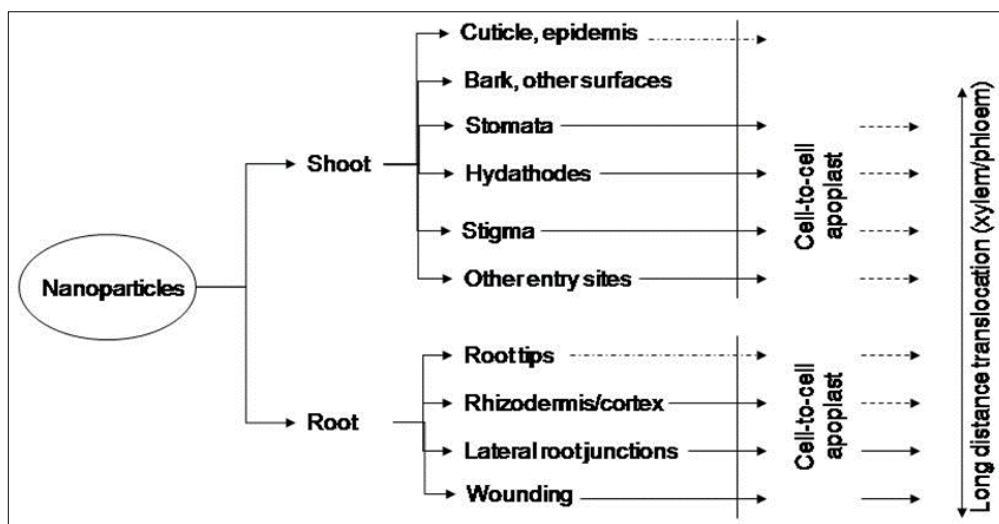 Cuticle, epidemis
Bark, other surfaces
Stomata
Shoot
Hydathodes
Stigma
Other entry sites
Cell-to-cell
apoplast
Nanoparticles
Root tips
Rhizodermis/cortex
Root
Lateral root junctions
Wounding
Cell-to-cell
apoplast
Long distance translocation (xylem/phloem)